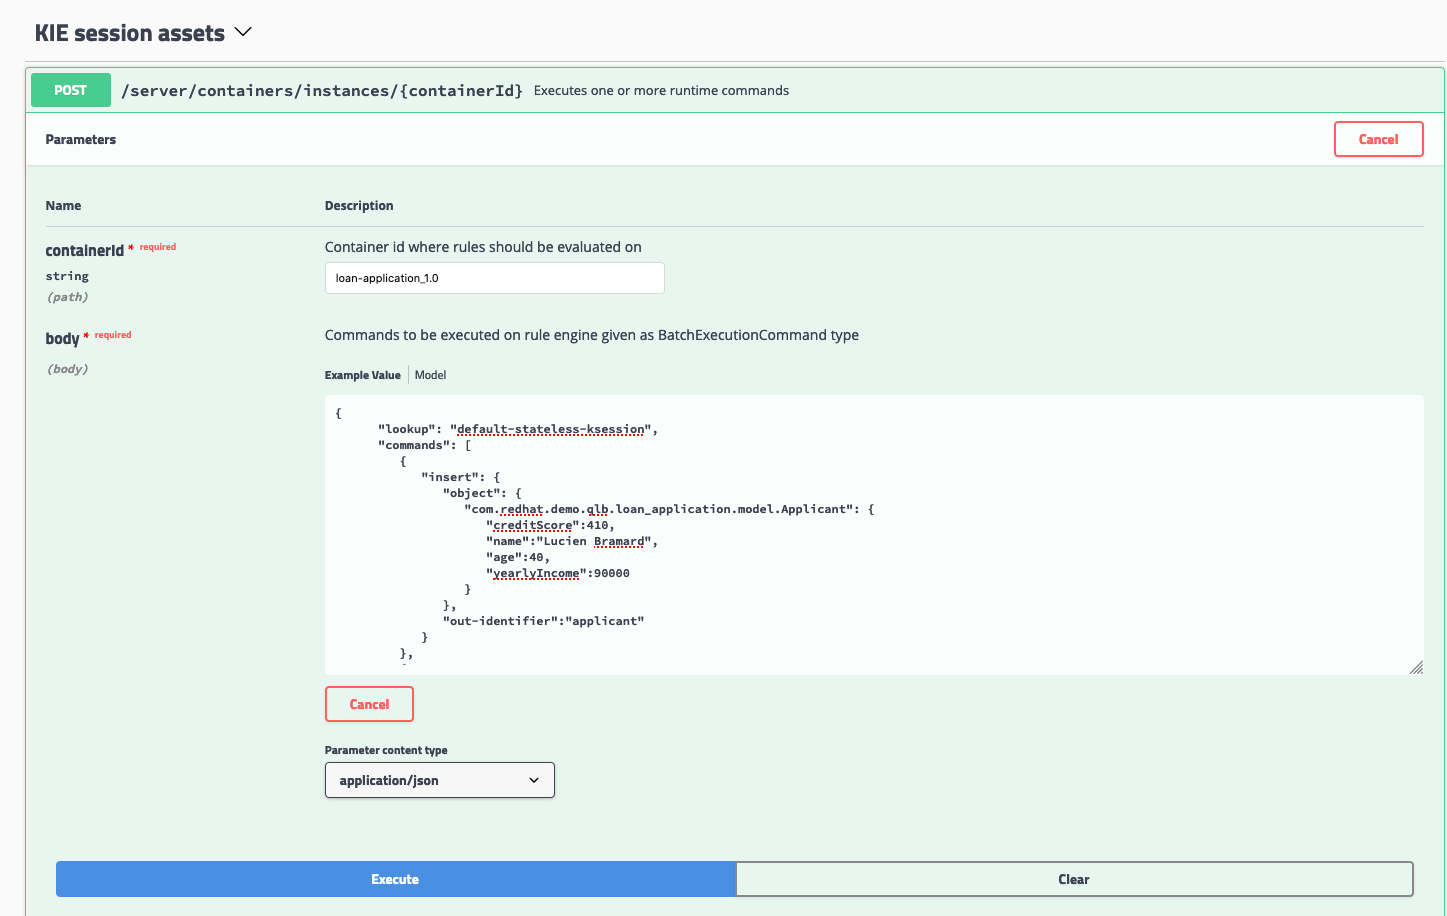 KIE session assets
POST /server/containers/instances/{containerId} Executes one or more runtime commands
Parameters Cancel
Name Description
containerId * required Container id where rules should be evaluated on
string loan-application_1.0
(path)
body * required Commands to be executed on rule engine given as BatchExecutionCommand type
(body)
Example Value Model
{
"lookup": "default-stateless-ksession",
"commands": [
{
"insert": {
"object": {
"com.redhat.demo.qlb.loan_application.model.Applicant": {
"creditScore":410,
"name":"Lucien Bramard",
"age":40,
"yearlyIncome":90000
}
},
"out-identifier":"applicant"
}
},
Cancel
Parameter content type
application/json
Execute Clear